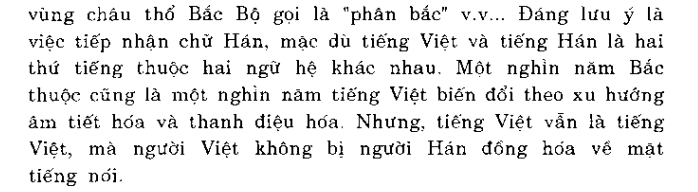 vùng châu thổ Bắc Bộ gọi là "phân bắc" v.v... Đáng lưu ý là
việc tiếp nhận chữ Hán, mặc dù tiếng Việt và tiếng Hán là hai
thứ tiếng thuộc hai ngữ hệ khác nhau. Một nghìn năm Bắc
thuộc cũng là một nghìn năm tiếng Việt biến đổi theo xu hướng
âm tiết hóa và thanh điệu hóa. Nhưng, tiếng Việt vẫn là tiếng
Việt, mà người Việt không bị người Hán đồng hóa về mặt
tiếng nói.